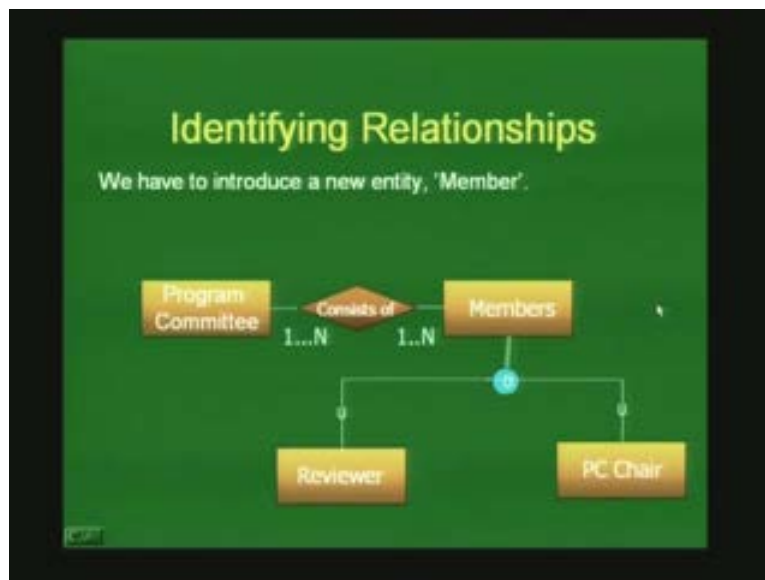 Identifying Relationships
We have to introduce a new entity, 'Member'.
Program
Committee
Consists of
Members
1...N
1..N
Reviewer
PC Chair